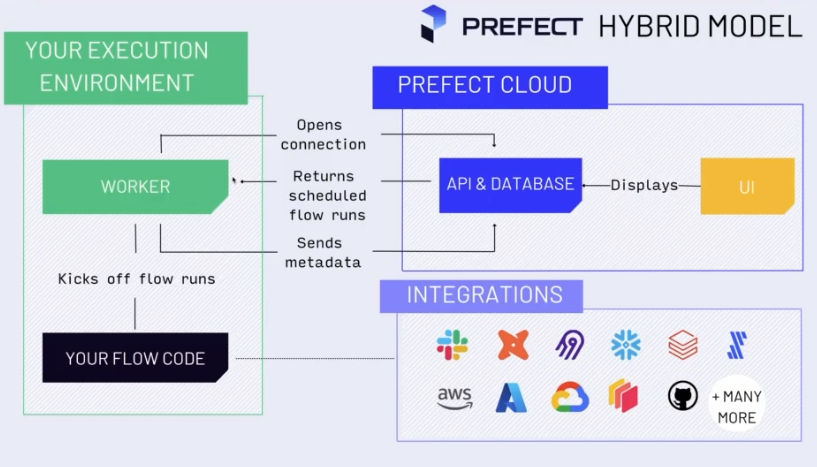 PREFECT HYBRID MODEL
YOUR EXECUTION
ENVIRONMENT
PREFECT CLOUD
Opens
connection
WORKER
Returns
scheduled
flow runs
API & DATABASE
Displays
UI
Sends
metadata
Kicks off flow runs
INTEGRATIONS
YOUR FLOW CODE
aws
+ MANY
MORE